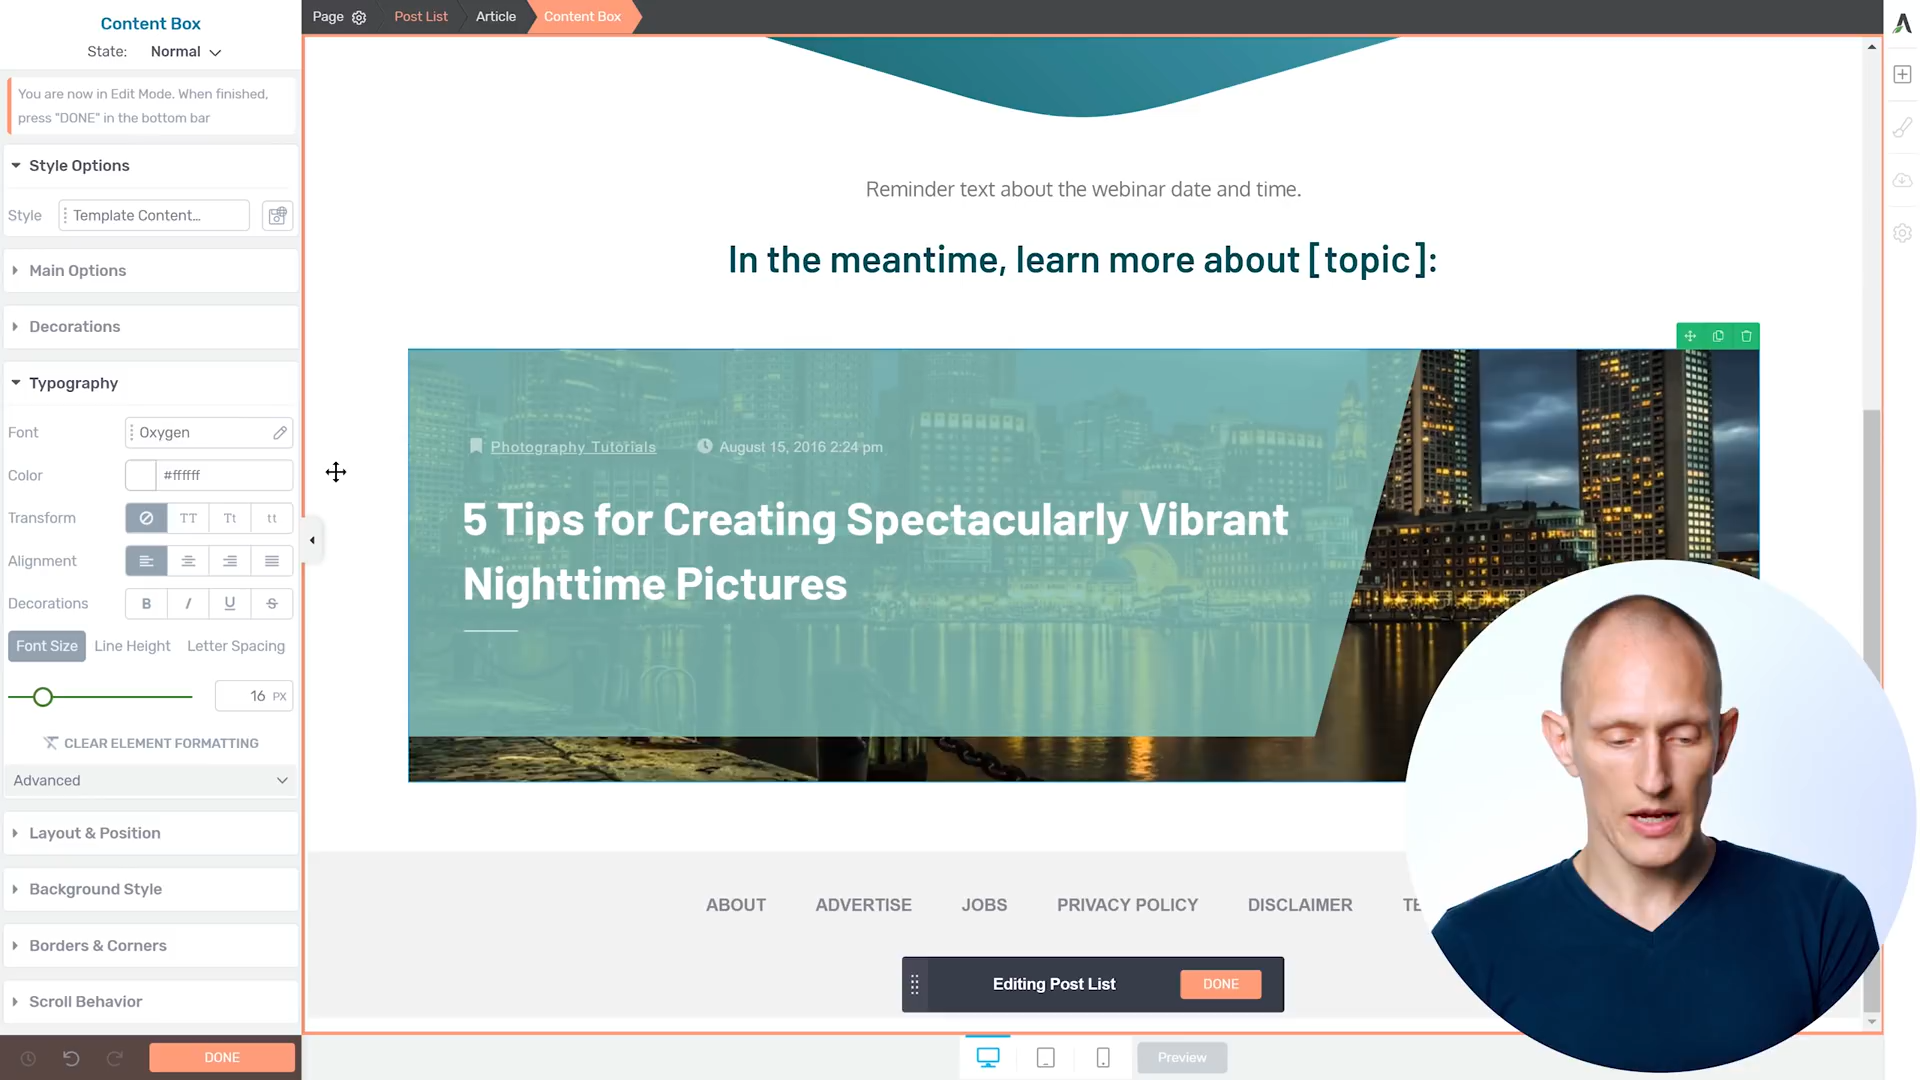 Content Box
State: Normal
You are now in Edit Mode. When finished,
press "DONE" in the bottom bar
Style Options
Style Template Content...
Main Options
Decorations
Typography
Font Oxygen
Color #ffffff
Transform TT Tt tt
Alignment
Decorations B I U S
Font Size Line Height Letter Spacing
16 PX
CLEAR ELEMENT FORMATTING
Advanced
Layout & Position
Background Style
Borders & Corners
Scroll Behavior
DONE
Page Post List Article Content Box
Reminder text about the webinar date and time.
In the meantime, learn more about [topic]:
Photography Tutorials August 15, 2016 2:24 pm
5 Tips for Creating Spectacularly Vibrant
Nighttime Pictures
ABOUT ADVERTISE JOBS PRIVACY POLICY DISCLAIMER TE
Editing Post List DONE
Preview